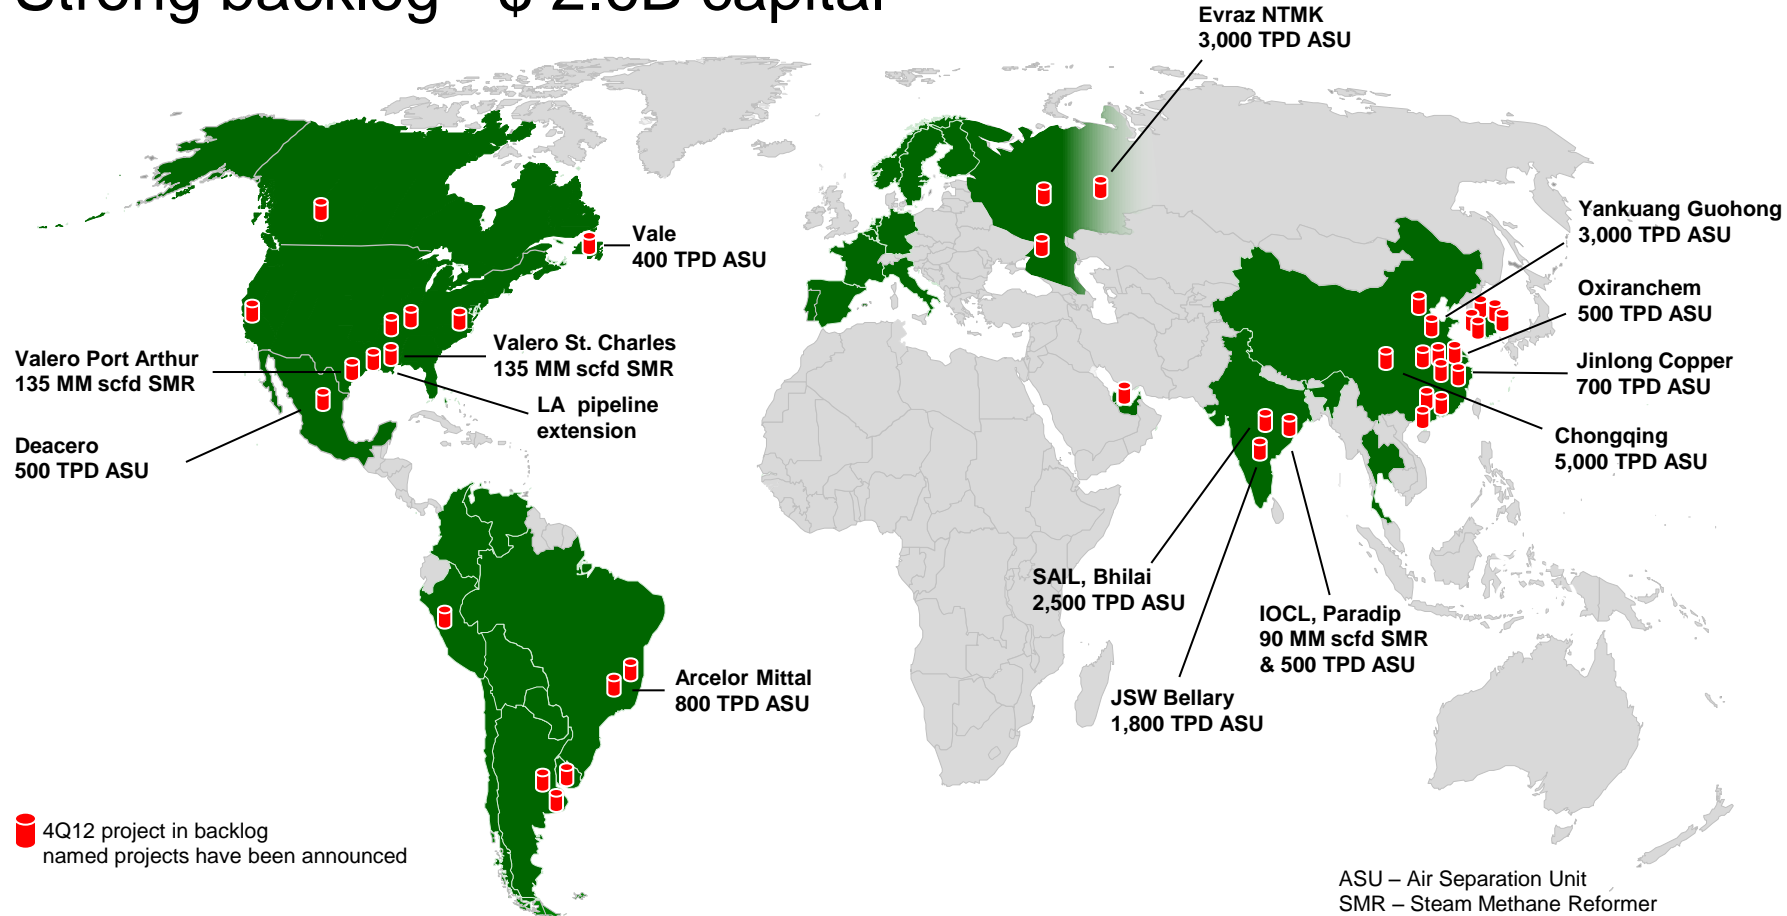 Strong backlog
Evraz NTMK
3,000 TPD ASU
Vale
400 TPD ASU
Yankuang Guohong
3,000 TPD ASU
Oxiranchem
500 TPD ASU
Valero Port Arthur
135 MM scfd SMR
Valero St. Charles
135 MM scfd SMR
Jinlong Copper
700 TPD ASU
LA pipeline
extension
Deacero
500 TPD ASU
Chongqing
5,000 TPD ASU
SAIL, Bhilai
2,500 TPD ASU
IOCL, Paradip
90 MM scfd SMR
& 500 TPD ASU
Arcelor Mittal
800 TPD ASU
JSW Bellary
1,800 TPD ASU
4Q12 project in backlog
named projects have been announced
ASU – Air Separation Unit
SMR – Steam Methane Reformer